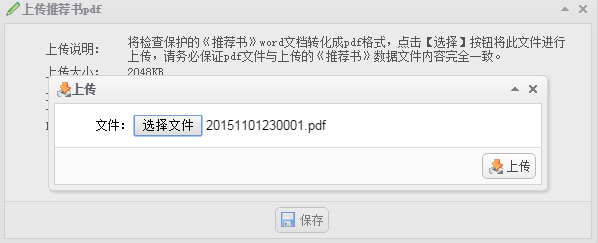 上传推荐书pdf
上传说明：
将检查保护的《推荐书》word文档转化成pdf格式，点击【选择】按钮将此文件进行
上传，请务必保证pdf文件与上传的《推荐书》数据文件内容完全一致。
上传大小：
2048KB
上传
文件：
选择文件 20151101230001.pdf
上传
保存